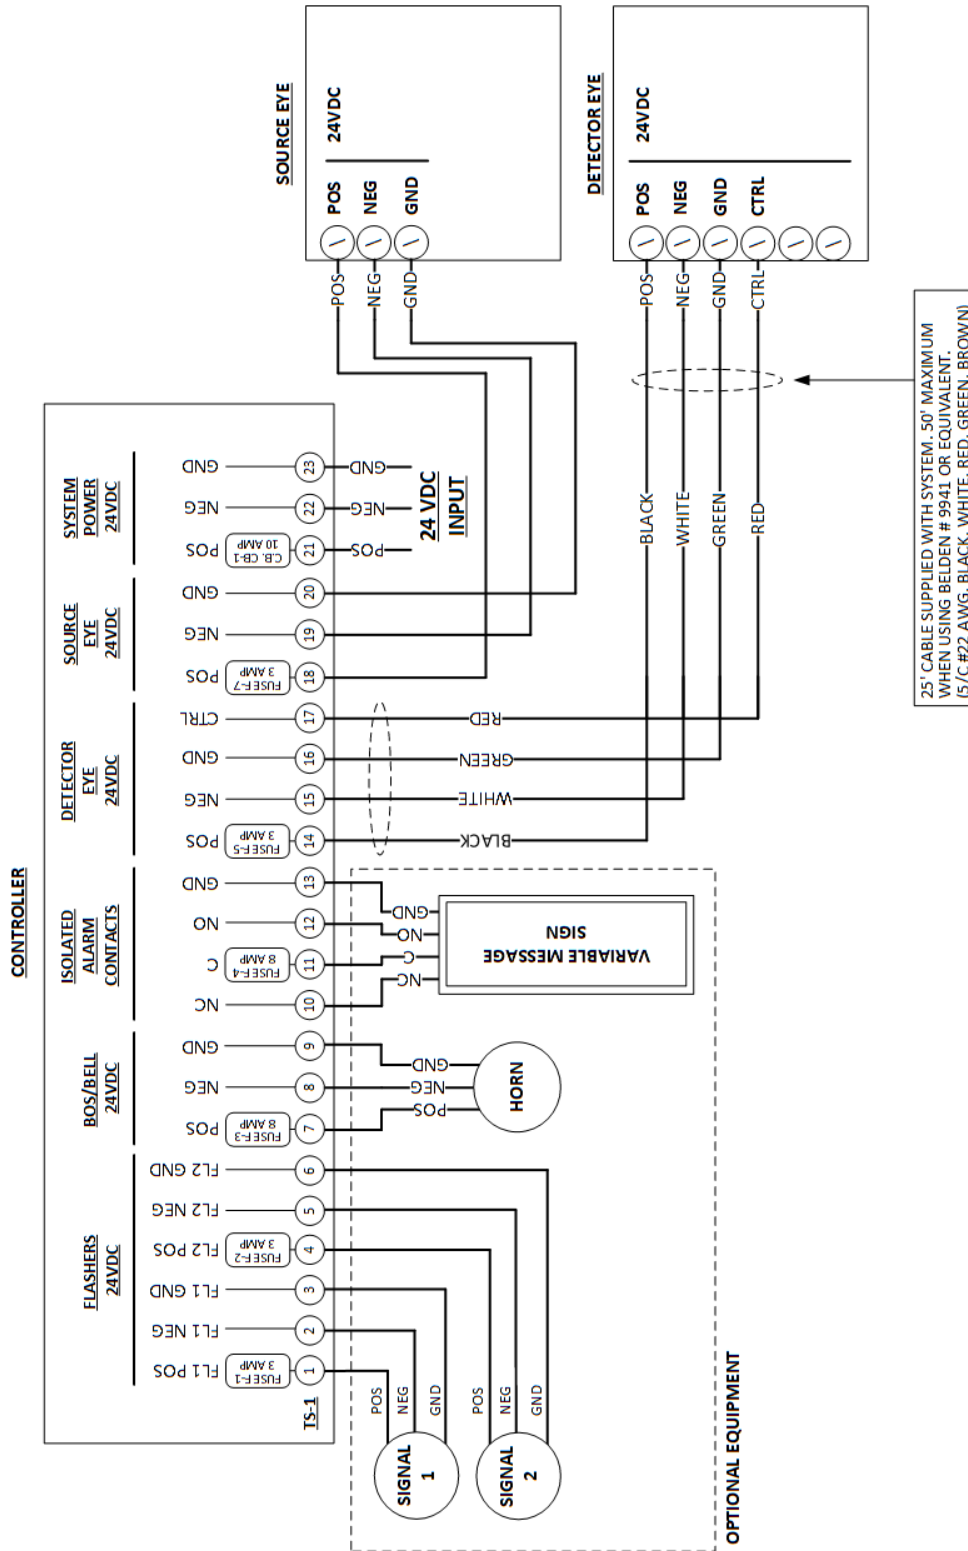 CONTROLLER
FLASHERS
24VDC
BOS/BELL
24VDC
ISOLATED
ALARM
CONTACTS
DETECTOR
EYE
24VDC
SOURCE
EYE
24VDC
SYSTEM
POWER
24VDC
FL1 POS
FL1 NEG
FL1 GND
FL2 POS
FL2 NEG
FL2 GND
POS
NEG
GND
NC
C
NO
GND
POS
NEG
GND
CTRL
POS
NEG
GND
POS
NEG
GND
FUSE F-1
3 AMP
FUSE F-2
3 AMP
FUSE F-3
8 AMP
FUSE F-4
8 AMP
FUSE F-5
3 AMP
FUSE F-7
3 AMP
C.B. CB-1
10 AMP
TS-1
1
2
3
4
5
6
7
8
9
10
11
12
13
14
15
16
17
18
19
20
21
22
23
POS
NEG
GND
SIGNAL
1
POS
NEG
GND
SIGNAL
2
POS
NEG
GND
HORN
NC
C
NO
GND
VARIABLE MESSAGE
SIGN
OPTIONAL EQUIPMENT
BLACK
WHITE
GREEN
RED
POS
NEG
GND
24 VDC
INPUT
SOURCE EYE
POS
NEG
GND
POS
NEG
GND
24VDC
DETECTOR EYE
BLACK
WHITE
GREEN
RED
POS
NEG
GND
CTRL
POS
NEG
GND
CTRL
24VDC
25' CABLE SUPPLIED WITH SYSTEM. 50' MAXIMUM
WHEN USING BELDEN # 9941 OR EQUIVALENT.
(5/C #22 AWG, BLACK, WHITE, RED, GREEN, BROWN)